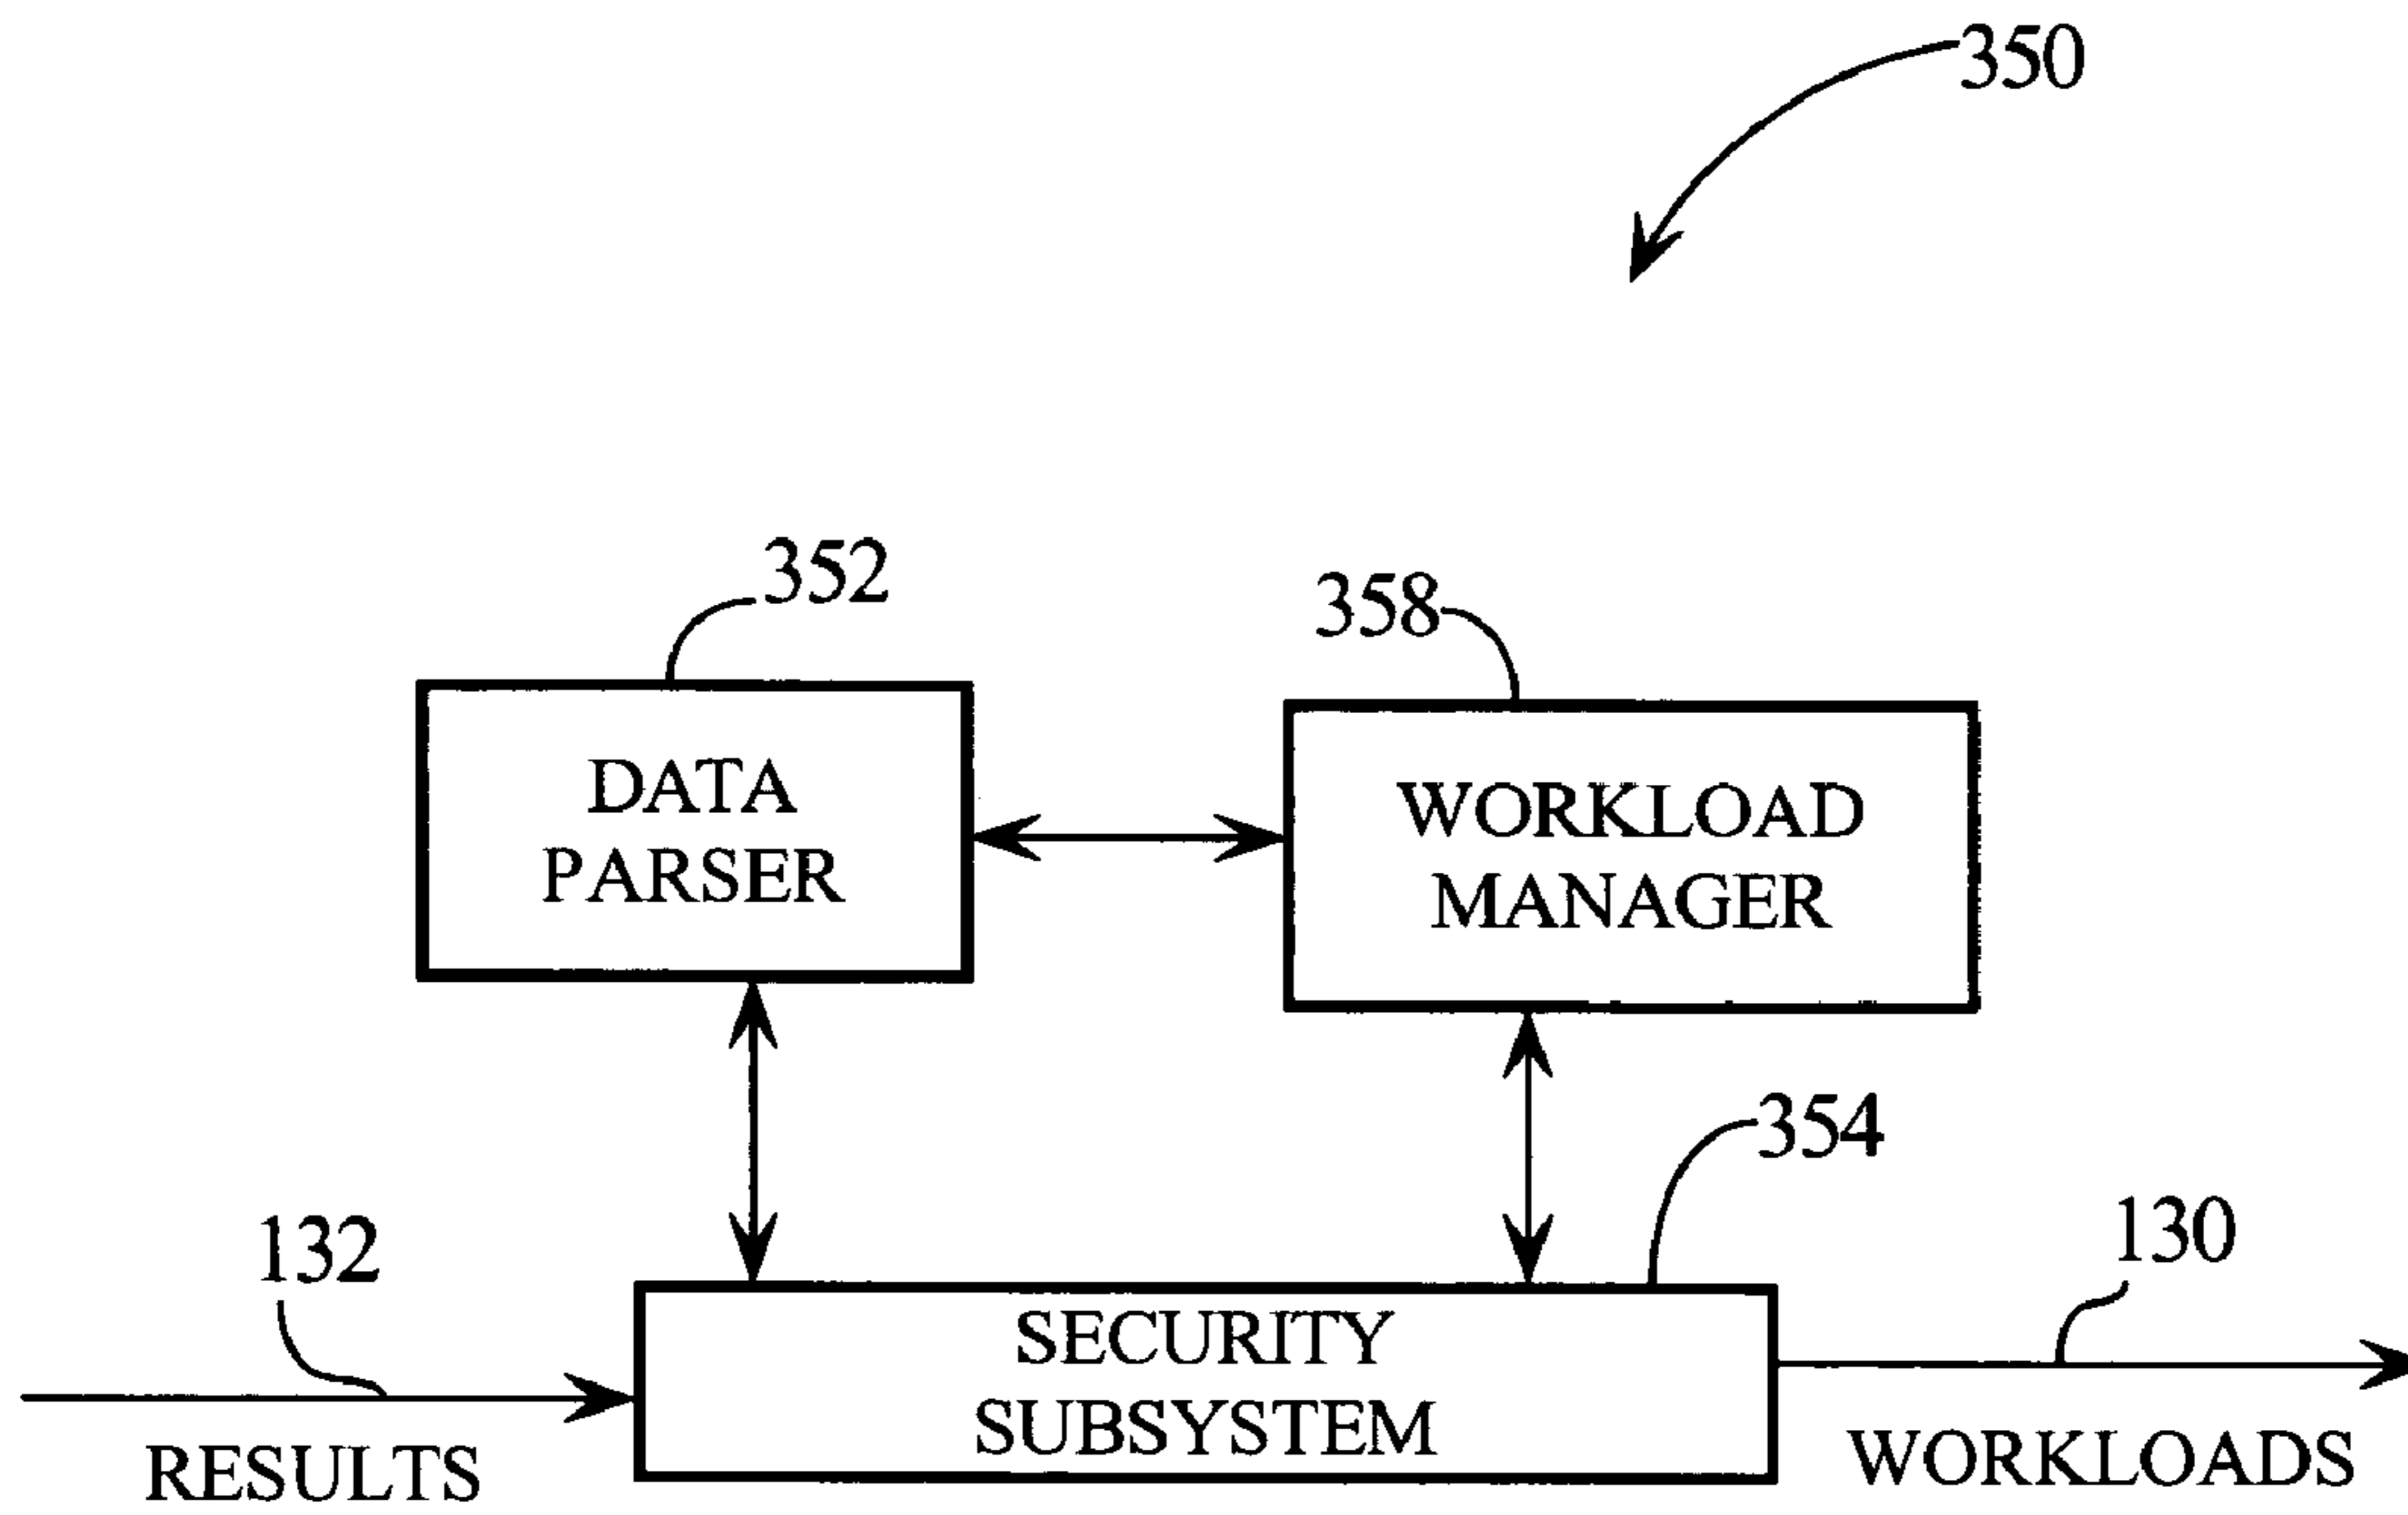 350
352
358
DATA
PARSER
WORKLOAD
MANAGER
354
132
130
SECURITY
SUBSYSTEM
RESULTS
WORKLOADS